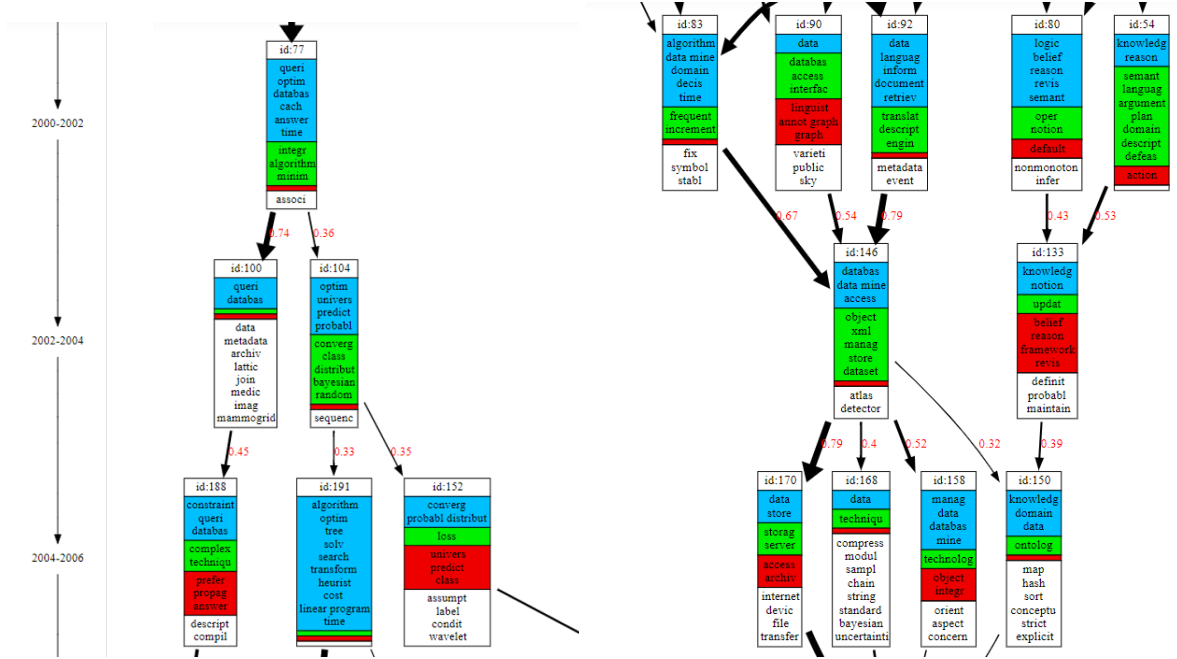 2000-2002
2002-2004
2004-2006
id:77
queri
optim
databas
cach
answer
time
integr
algorithm
minim
associ
0.74
0.36
id:100
queri
databas
data
metadata
archiv
lattic
join
medic
imag
mammogrid
id:104
optim
univers
predict
probabl
converg
class
distribut
bayesian
random
sequenc
0.45
0.33
0.35
id:188
constraint
queri
databas
complex
techniqu
prefer
propag
answer
descript
compil
id:191
algorithm
optim
tree
solv
search
transform
heurist
cost
linear program
time
id:152
converg
probabl distribut
loss
univers
predict
class
assumpt
label
condit
wavelet
id:83
algorithm
data mine
domain
decis
time
frequent
increment
fix
symbol
stabl
id:90
data
databas
access
interfac
linguist
annot graph
graph
varieti
public
sky
id:92
data
languag
inform
document
retriev
translat
descript
engin
metadata
event
id:80
logic
belief
reason
revis
semant
oper
notion
default
nonmonoton
infer
id:54
knowledg
reason
semant
languag
argument
plan
domain
descript
defeas
action
0.67
0.54
0.79
0.43
0.53
id:146
databas
data mine
access
object
xml
manag
store
dataset
atlas
detector
id:133
knowledg
notion
updat
belief
reason
framework
revis
definit
probabl
maintain
0.79
0.4
0.52
0.32
0.39
id:170
data
store
storag
server
access
archiv
internet
devic
file
transfer
id:168
data
techniqu
compress
modul
sampl
chain
string
standard
bayesian
uncertainti
id:158
manag
data
databas
mine
technolog
object
integr
orient
aspect
concern
id:150
knowledg
domain
data
ontolog
map
hash
sort
conceptu
strict
explicit